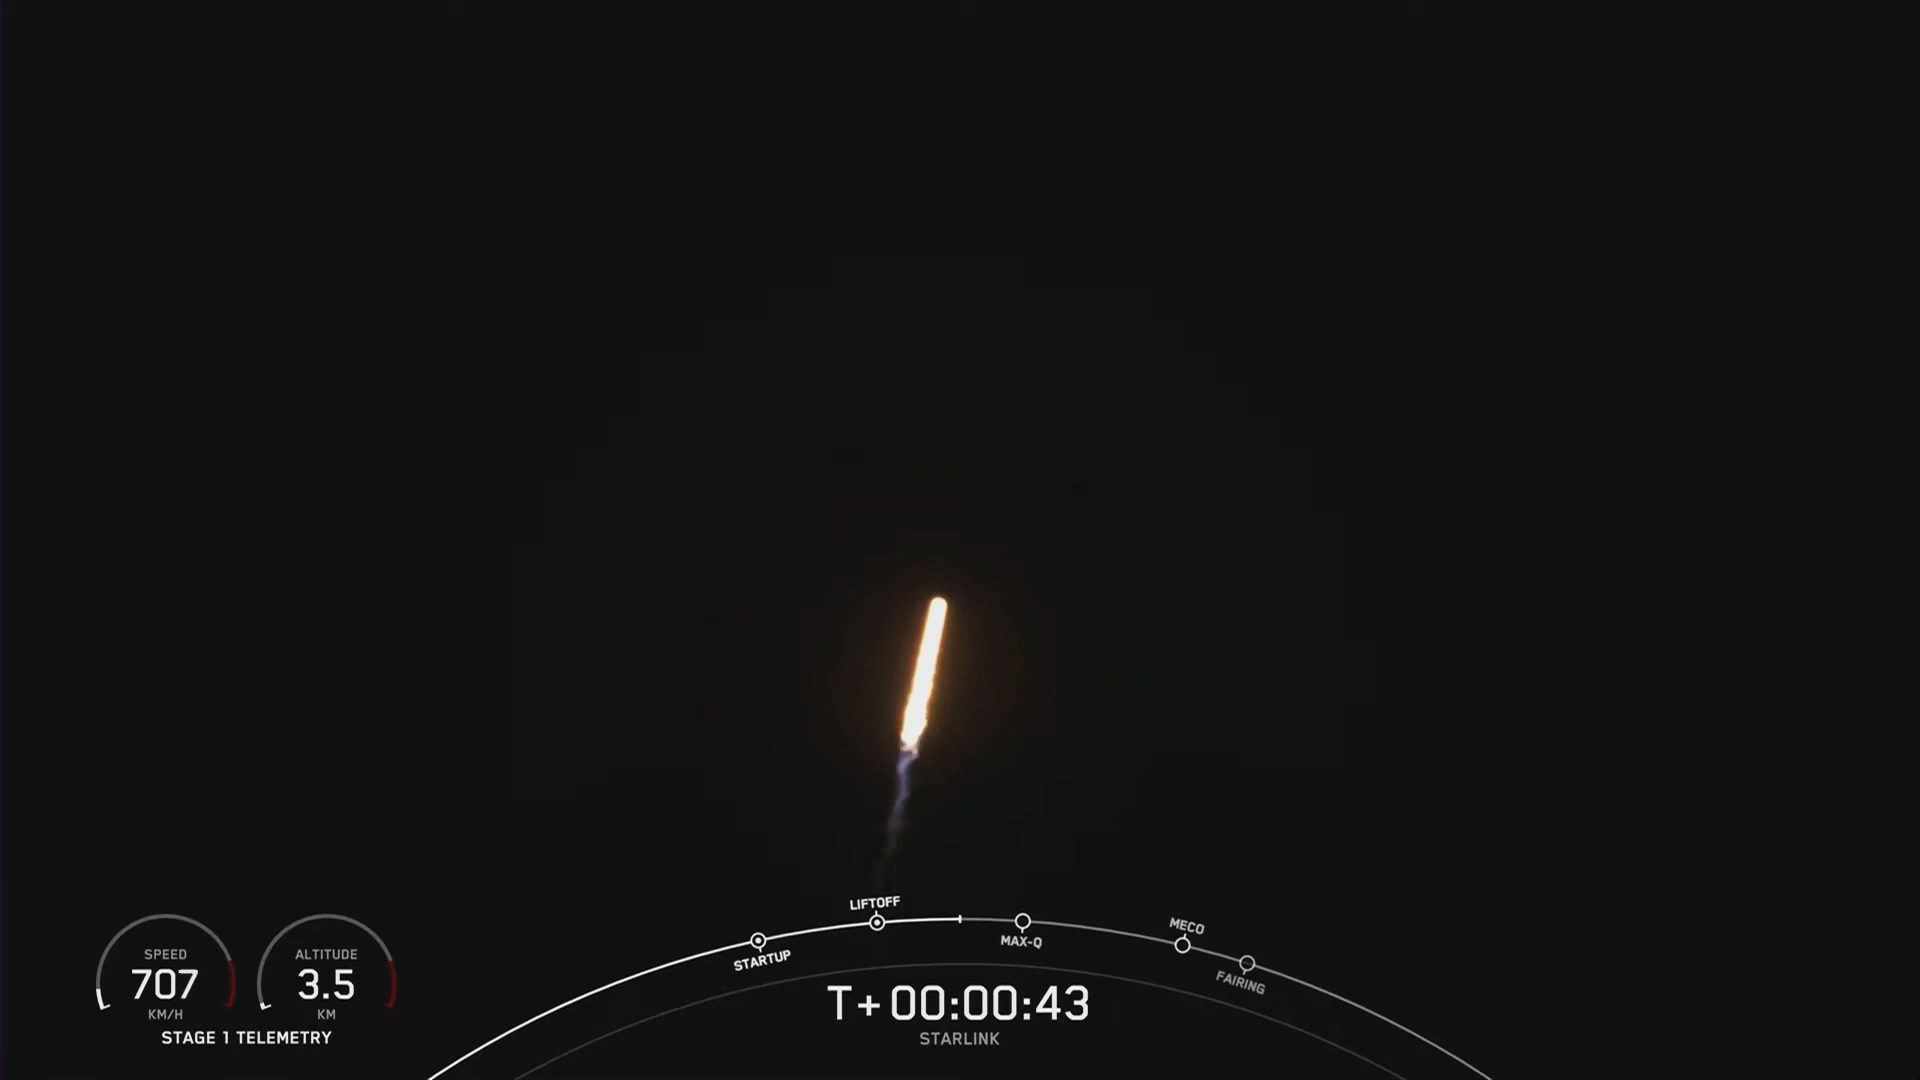 LIFTOFF
STARTUP
MAX-Q
MECO
FAIRING
SPEED
707
KM/H
ALTITUDE
3.5
KM
STAGE 1 TELEMETRY
T+00:00:43
STARLINK